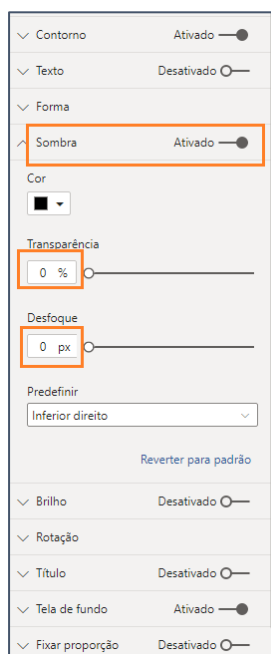 Contorno Ativado
Texto Desativado
Forma
Sombra Ativado
Cor
Transparência
0 %
Desfoque
0 px
Predefinir
Inferior direito
Reverter para padrão
Brilho Desativado
Rotação
Título Desativado
Tela de fundo Ativado
Fixar proporção Desativado